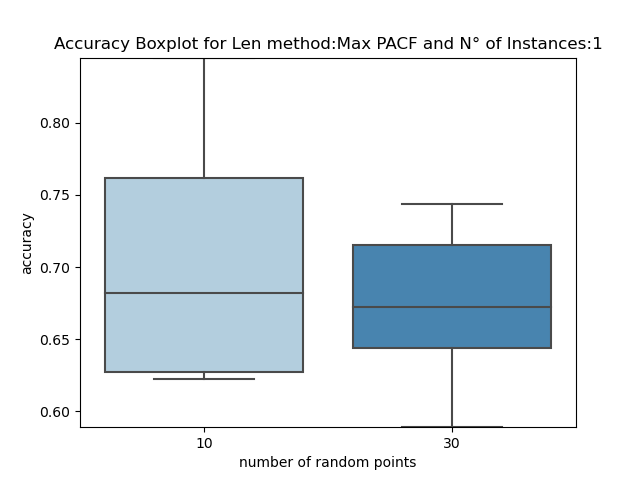 Accuracy Boxplot for Len method:Max PACF and N° of Instances:1
0.80
0.75
0.70
0.65
0.60
accuracy
10
30
number of random points